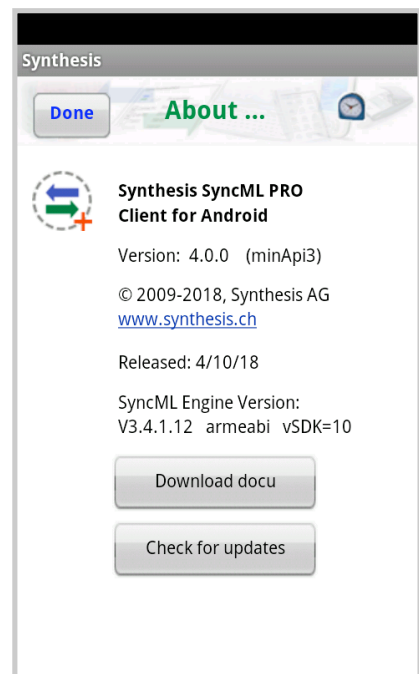 Synthesis
Done
About ...
Synthesis SyncML PRO
Client for Android
Version: 4.0.0 (minApi3)
© 2009-2018, Synthesis AG
www.synthesis.ch
Released: 4/10/18
SyncML Engine Version:
V3.4.1.12 armeabi vSDK=10
Download docu
Check for updates